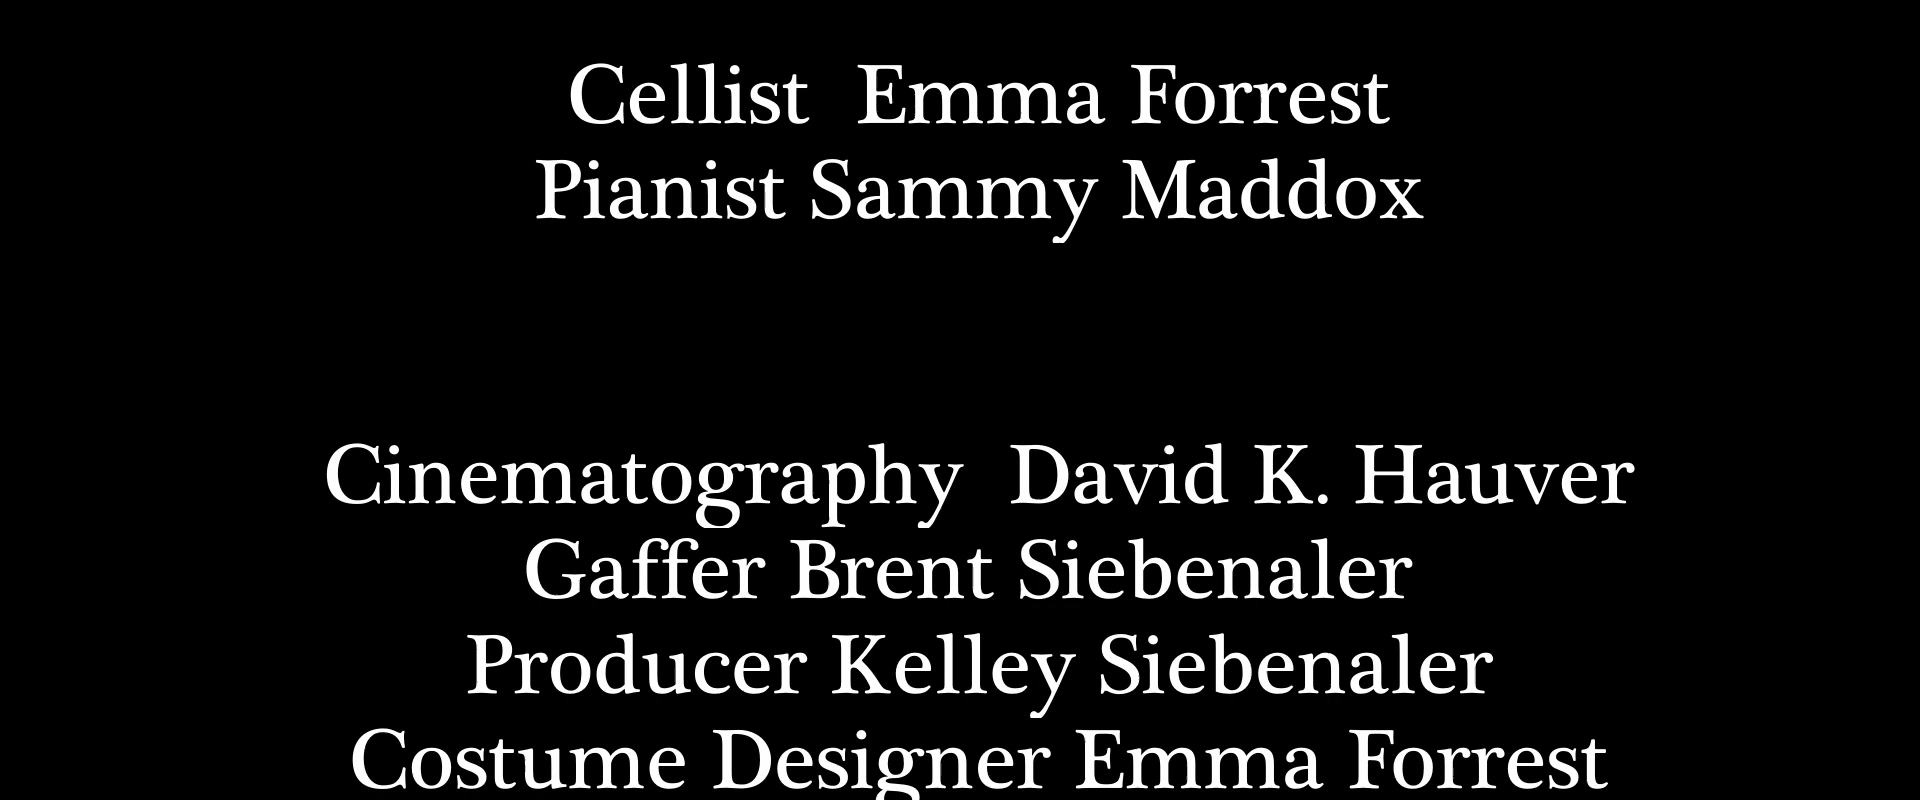 Cellist  Emma Forrest
Pianist Sammy Maddox
Cinematography  David K. Hauver
Gaffer Brent Siebenaler
Producer Kelley Siebenaler
Costume Designer Emma Forrest